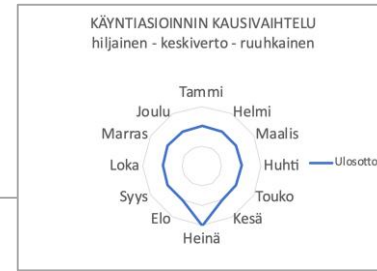 KÄYNTIASIOINNIN KAUSIVAIHTELU
hiljainen - keskiverto - ruuhkainen
Tammi
Helmi
Maalis
Huhti
Touko
Kesä
Heinä
Elo
Syys
Loka
Marras
Joulu
Ulosotto